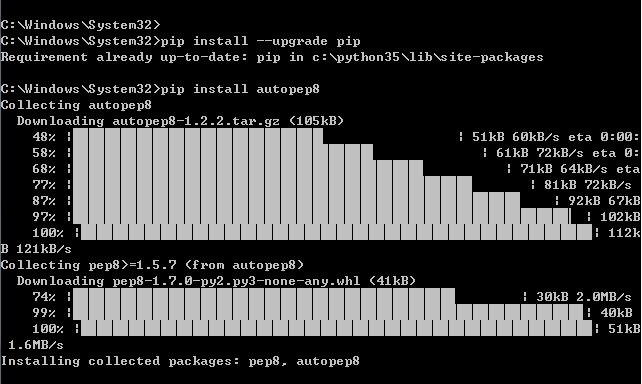 C:\Windows\System32>
C:\Windows\System32>pip install --upgrade pip
Requirement already up-to-date: pip in c:\python35\lib\site-packages
C:\Windows\System32>pip install autopep8
Collecting autopep8
Downloading autopep8-1.2.2.tar.gz (105kB)
48% | | 51kB 60kB/s eta 0:00:
58% | | 61kB 72kB/s eta 0:
68% | | 71kB 64kB/s eta
77% | | 81kB 72kB/s
87% | | 92kB 67kB
97% | | 102kB
100% | | 112k
B 121kB/s
Collecting pep8>=1.5.7 (from autopep8)
Downloading pep8-1.7.0-py2.py3-none-any.whl (41kB)
74% | | 30kB 2.0MB/s
99% | | 40kB
100% | | 51kB
1.6MB/s
Installing collected packages: pep8, autopep8